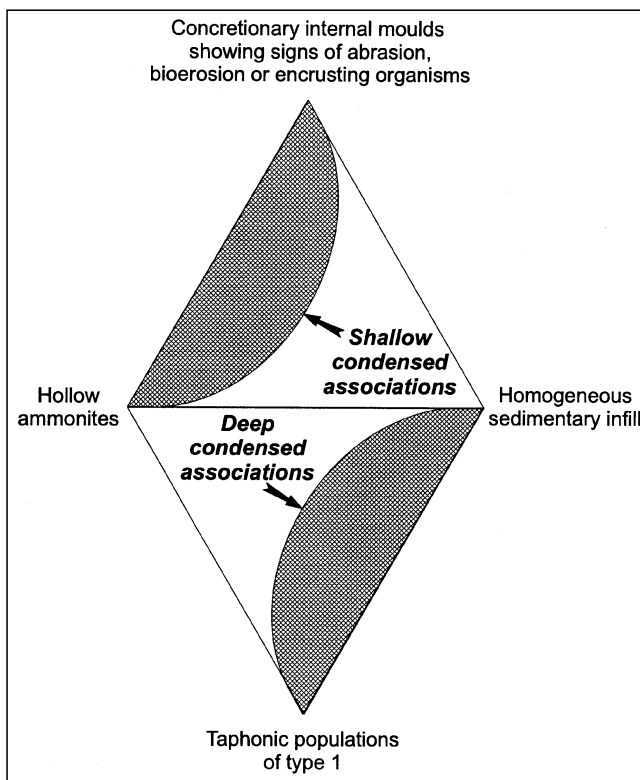 Concretionary internal moulds
showing signs of abrasion,
bioerosion or encrusting organisms
Shallow
condensed
associations
Hollow
ammonites
Homogeneous
sedimentary infill
Deep
condensed
associations
Taphonic populations
of type 1